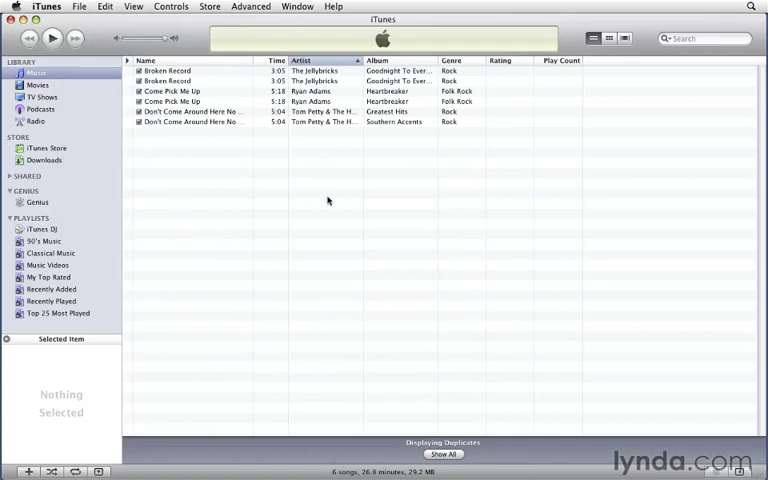 iTunes File Edit View Controls Store Advanced Window Help
iTunes
Search
LIBRARY
Music
Movies
TV Shows
Podcasts
Radio
STORE
iTunes Store
Downloads
SHARED
GENIUS
Genius
PLAYLISTS
iTunes DJ
90's Music
Classical Music
Music Videos
My Top Rated
Recently Added
Recently Played
Top 25 Most Played
Selected Item
Nothing
Selected
Name Time Artist Album Genre Rating Play Count
Broken Record 3:05 The Jellybricks Goodnight To Ever... Rock
Broken Record 3:05 The Jellybricks Goodnight To Ever... Rock
Come Pick Me Up 5:18 Ryan Adams Heartbreaker Folk Rock
Come Pick Me Up 5:18 Ryan Adams Heartbreaker Folk Rock
Don't Come Around Here No ... 5:04 Tom Petty & The H... Greatest Hits Rock
Don't Come Around Here No ... 5:04 Tom Petty & The H... Southern Accents Rock
Displaying Duplicates
Show All
6 songs, 26.8 minutes, 29.2 MB
lynda.com